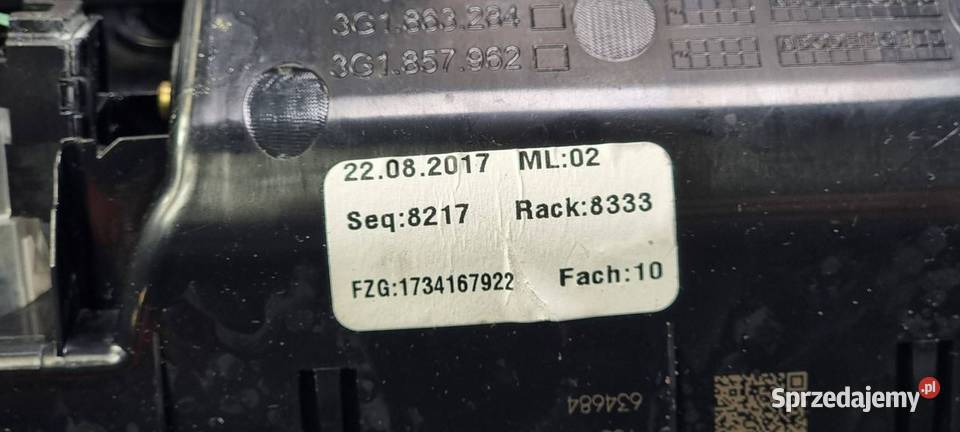 3G1.863.284
3G1.857.962
22.08.2017 ML:02
Seq:8217 Rack:8333
FZG:1734167922 Fach:10
634684
Sprzedajemy.pl